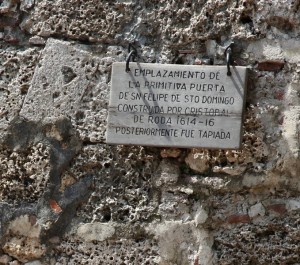 EMPLAZAMIENTO DE
LA PRIMITIVA PUERTA
DE SN FELIPE DE STO DOMINGO
CONSTRUIDA POR CRISTOBAL
DE RODA 1614-16
POSTERIORMENTE FUE TAPIADA